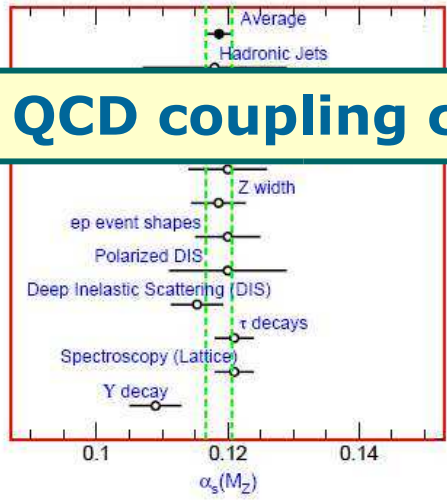 Average
Hadronic Jets
QCD coupling
Z width
ep event shapes
Polarized DIS
Deep Inelastic Scattering (DIS)
τ decays
Spectroscopy (Lattice)
Υ decay
0.1 0.12 0.14
αs(MZ)